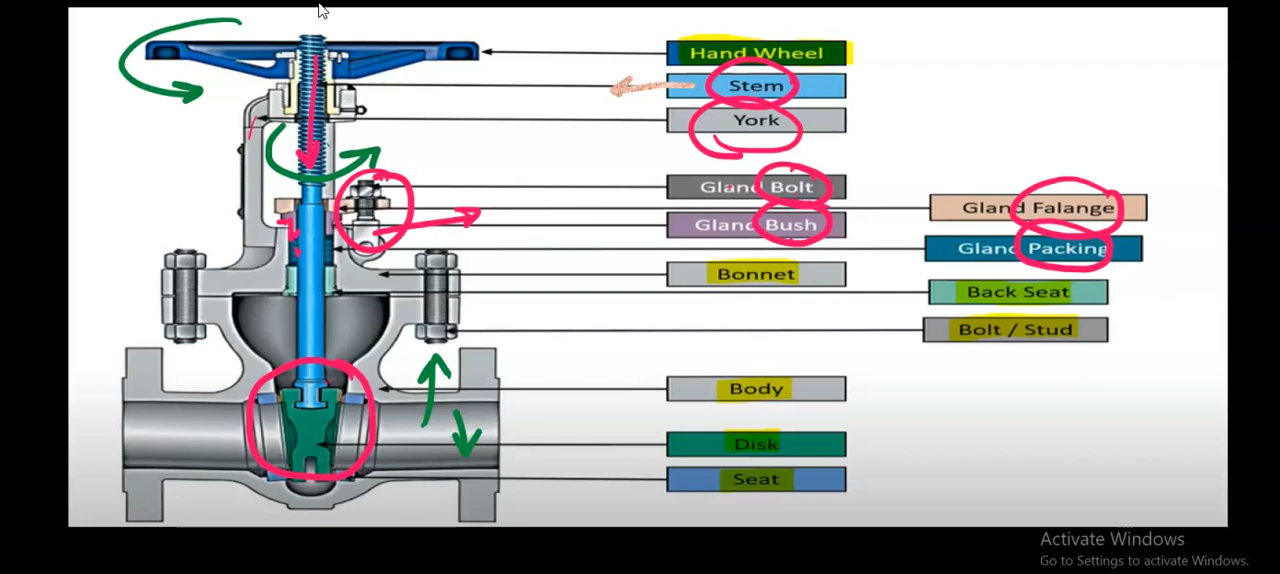 Hand Wheel
Stem
York
Gland Bolt
Gland Falange
Gland Bush
Gland Packing
Bonnet
Back Seat
Bolt / Stud
Body
Disk
Seat
Activate Windows
Go to Settings to activate Windows.